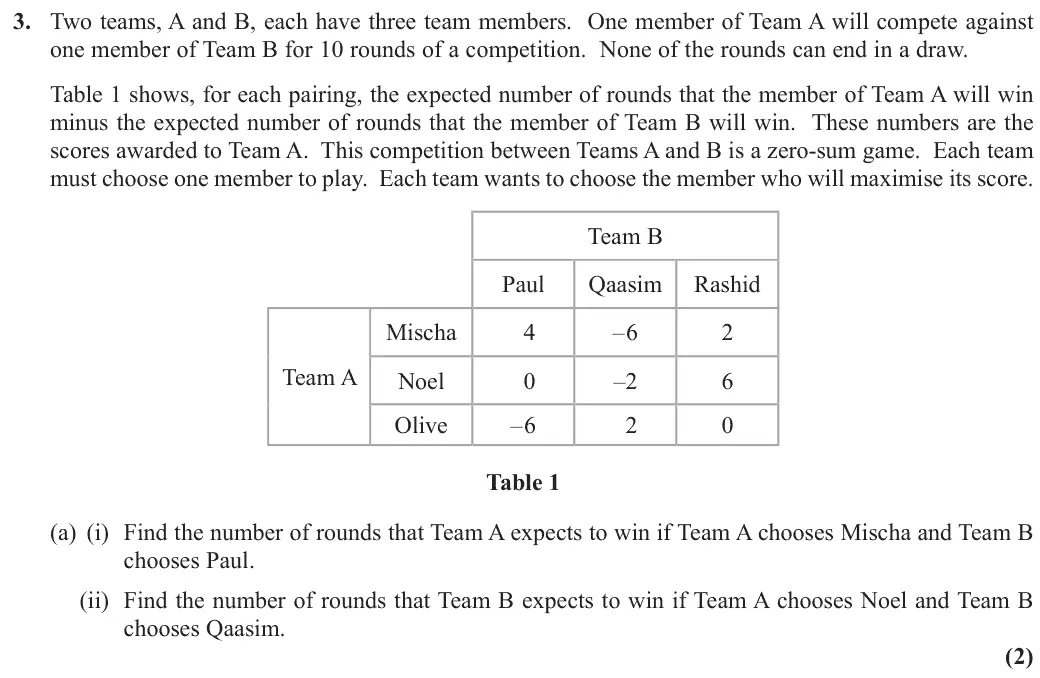 3. Two teams, A and B, each have three team members. One member of Team A will compete against
one member of Team B for 10 rounds of a competition. None of the rounds can end in a draw.
Table 1 shows, for each pairing, the expected number of rounds that the member of Team A will win
minus the expected number of rounds that the member of Team B will win. These numbers are the
scores awarded to Team A. This competition between Teams A and B is a zero-sum game. Each team
must choose one member to play. Each team wants to choose the member who will maximise its score.
Team B
Paul Qaasim Rashid
Mischa 4 –6 2
Team A Noel 0 –2 6
Olive –6 2 0
Table 1
(a) (i) Find the number of rounds that Team A expects to win if Team A chooses Mischa and Team B
chooses Paul.
(ii) Find the number of rounds that Team B expects to win if Team A chooses Noel and Team B
chooses Qaasim.
(2)